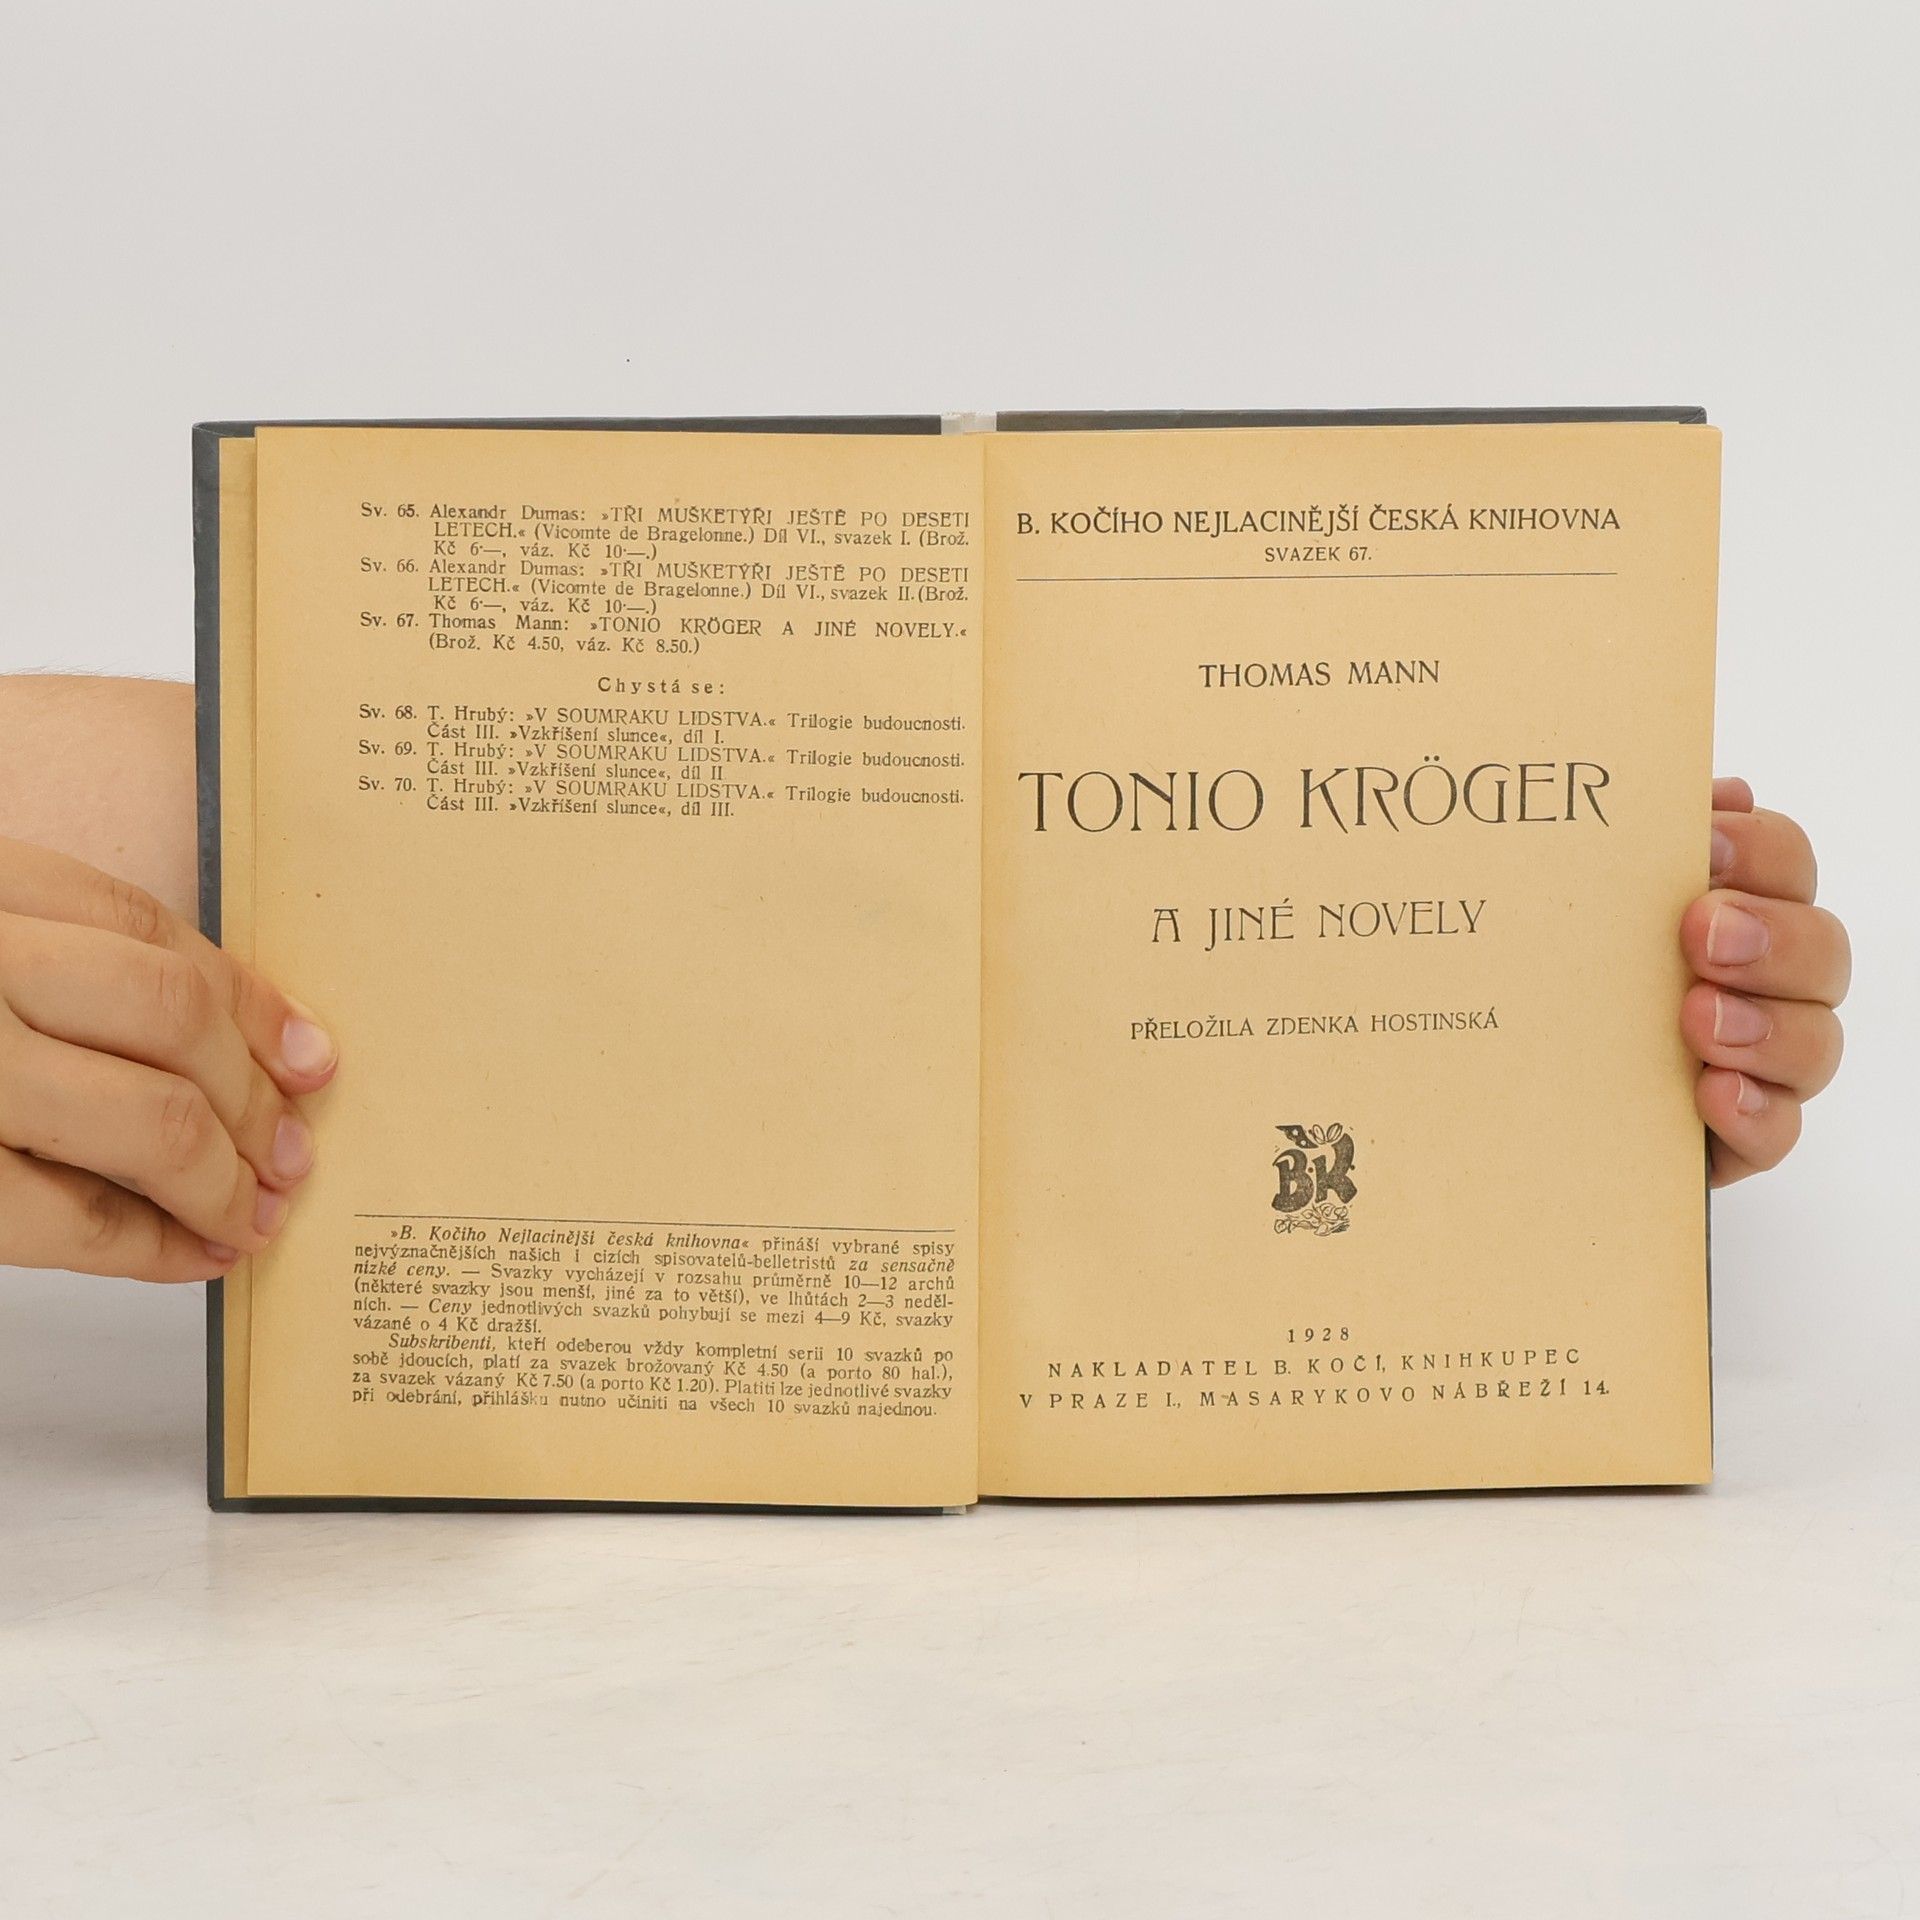 Sv. 65. Alexandr Dumas: »TŘI MUŠKETÝŘI JEŠTĚ PO DESETI
LETECH.« (Vicomte de Bragelonne.) Díl VI., svazek I. (Brož.
Kč 6·—, váz. Kč 10·—.)
Sv. 66. Alexandr Dumas: »TŘI MUŠKETÝŘI JEŠTĚ PO DESETI
LETECH.« (Vicomte de Bragelonne.) Díl VI., svazek II. (Brož.
Kč 6·—, váz. Kč 10·—.)
Sv. 67. Thomas Mann: »TONIO KRÖGER A JINÉ NOVELY.«
(Brož. Kč 4.50, váz. Kč 8.50.)
Chystá se:
Sv. 68. T. Hrubý: »V SOUMRAKU LIDSTVA.« Trilogie budoucnosti.
Část III. »Vzkříšení slunce«, díl I.
Sv. 69. T. Hrubý: »V SOUMRAKU LIDSTVA.« Trilogie budoucnosti.
Část III. »Vzkříšení slunce«, díl II
Sv. 70. T. Hrubý: »V SOUMRAKU LIDSTVA.« Trilogie budoucnosti.
Část III. »Vzkříšení slunce«, díl III.
»B. Kočího Nejlacinější česká knihovna« přináší vybrané spisy
nejvýznačnějších našich i cizích spisovatelů-belletristů za sensačně
nízké ceny. — Svazky vycházejí v rozsahu průměrně 10—12 archů
(některé svazky jsou menší, jiné za to větší), ve lhůtách 2—3 neděl-
ních. — Ceny jednotlivých svazků pohybují se mezi 4—9 Kč, svazky
vázané o 4 Kč dražší.
Subskribenti, kteří odeberou vždy kompletní serii 10 svazků po
sobě jdoucích, platí za svazek brožovaný Kč 4.50 (a porto 80 hal.),
za svazek vázaný Kč 7.50 (a porto Kč 1.20). Platiti lze jednotlivé svazky
při odebrání, přihlášku nutno učiniti na všech 10 svazků najednou.
B. KOČÍHO NEJLACINĚJŠÍ ČESKÁ KNIHOVNA
SVAZEK 67.
THOMAS MANN
TONIO KRÖGER
A JINÉ NOVELY
PŘELOŽILA ZDENKA HOSTINSKÁ
B.K.
1928
NAKLADATEL B. KOČÍ, KNIHKUPEC
V PRAZE I., MASARYKOVO NÁBŘEŽÍ 14.